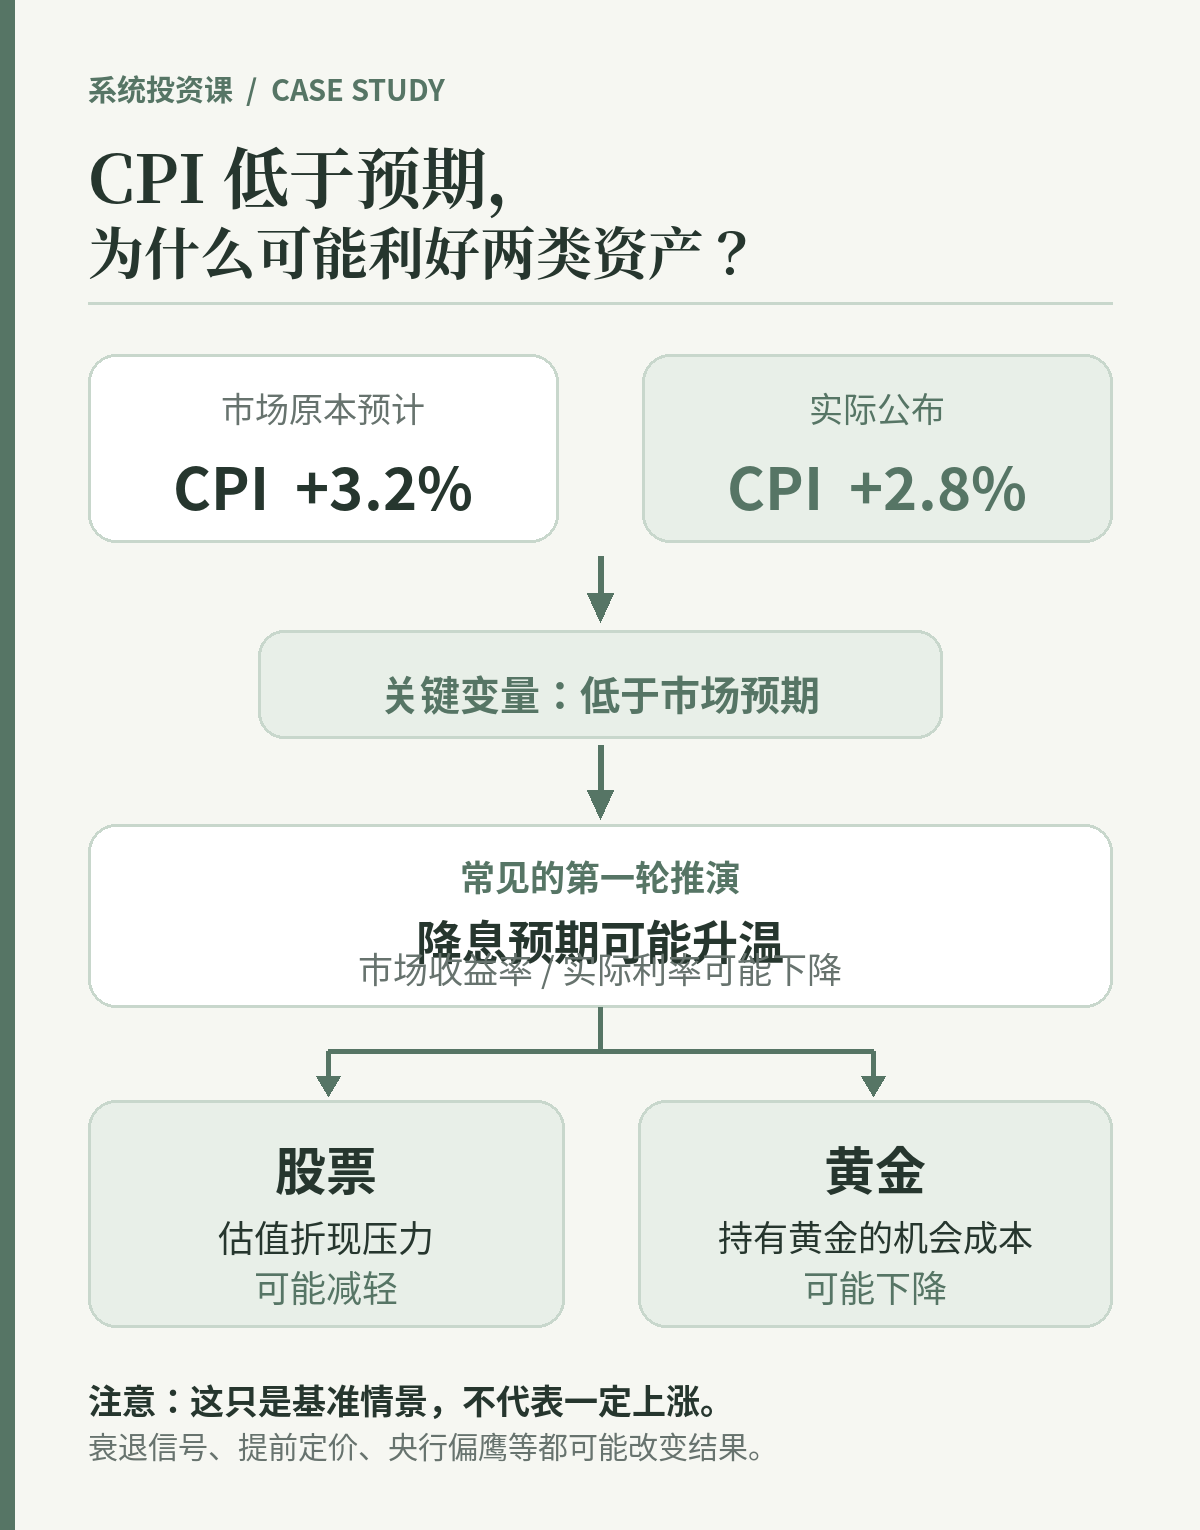 系统投资课 / CASE STUDY
CPI 低于预期,
为什么可能利好两类资产？
市场原本预计
CPI +3.2%
实际公布
CPI +2.8%
关键变量：低于市场预期
常见的第一轮推演
降息预期可能升温
市场收益率 / 实际利率可能下降
股票
估值折现压力
可能减轻
黄金
持有黄金的机会成本
可能下降
注意：这只是基准情景，不代表一定上涨。
衰退信号、提前定价、央行偏鹰等都可能改变结果。